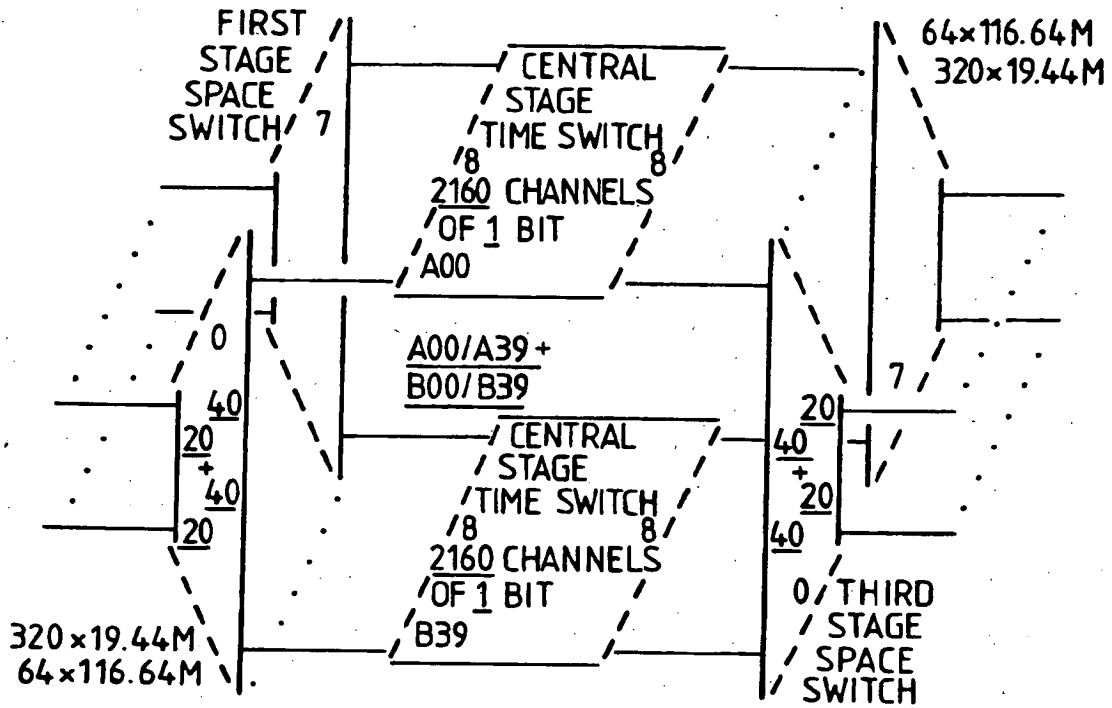 FIRST
STAGE
SPACE
SWITCH
7
CENTRAL
STAGE
TIME SWITCH
8 8
2160 CHANNELS
OF 1 BIT
A00
64×116.64M
320×19.44M
0
A00/A39 +
B00/B39
7
40
20
+
40
20
20
40
+
20
40
CENTRAL
STAGE
TIME SWITCH
8 8
2160 CHANNELS
OF 1 BIT
B39
320×19.44M
64×116.64M
0
THIRD
STAGE
SPACE
SWITCH